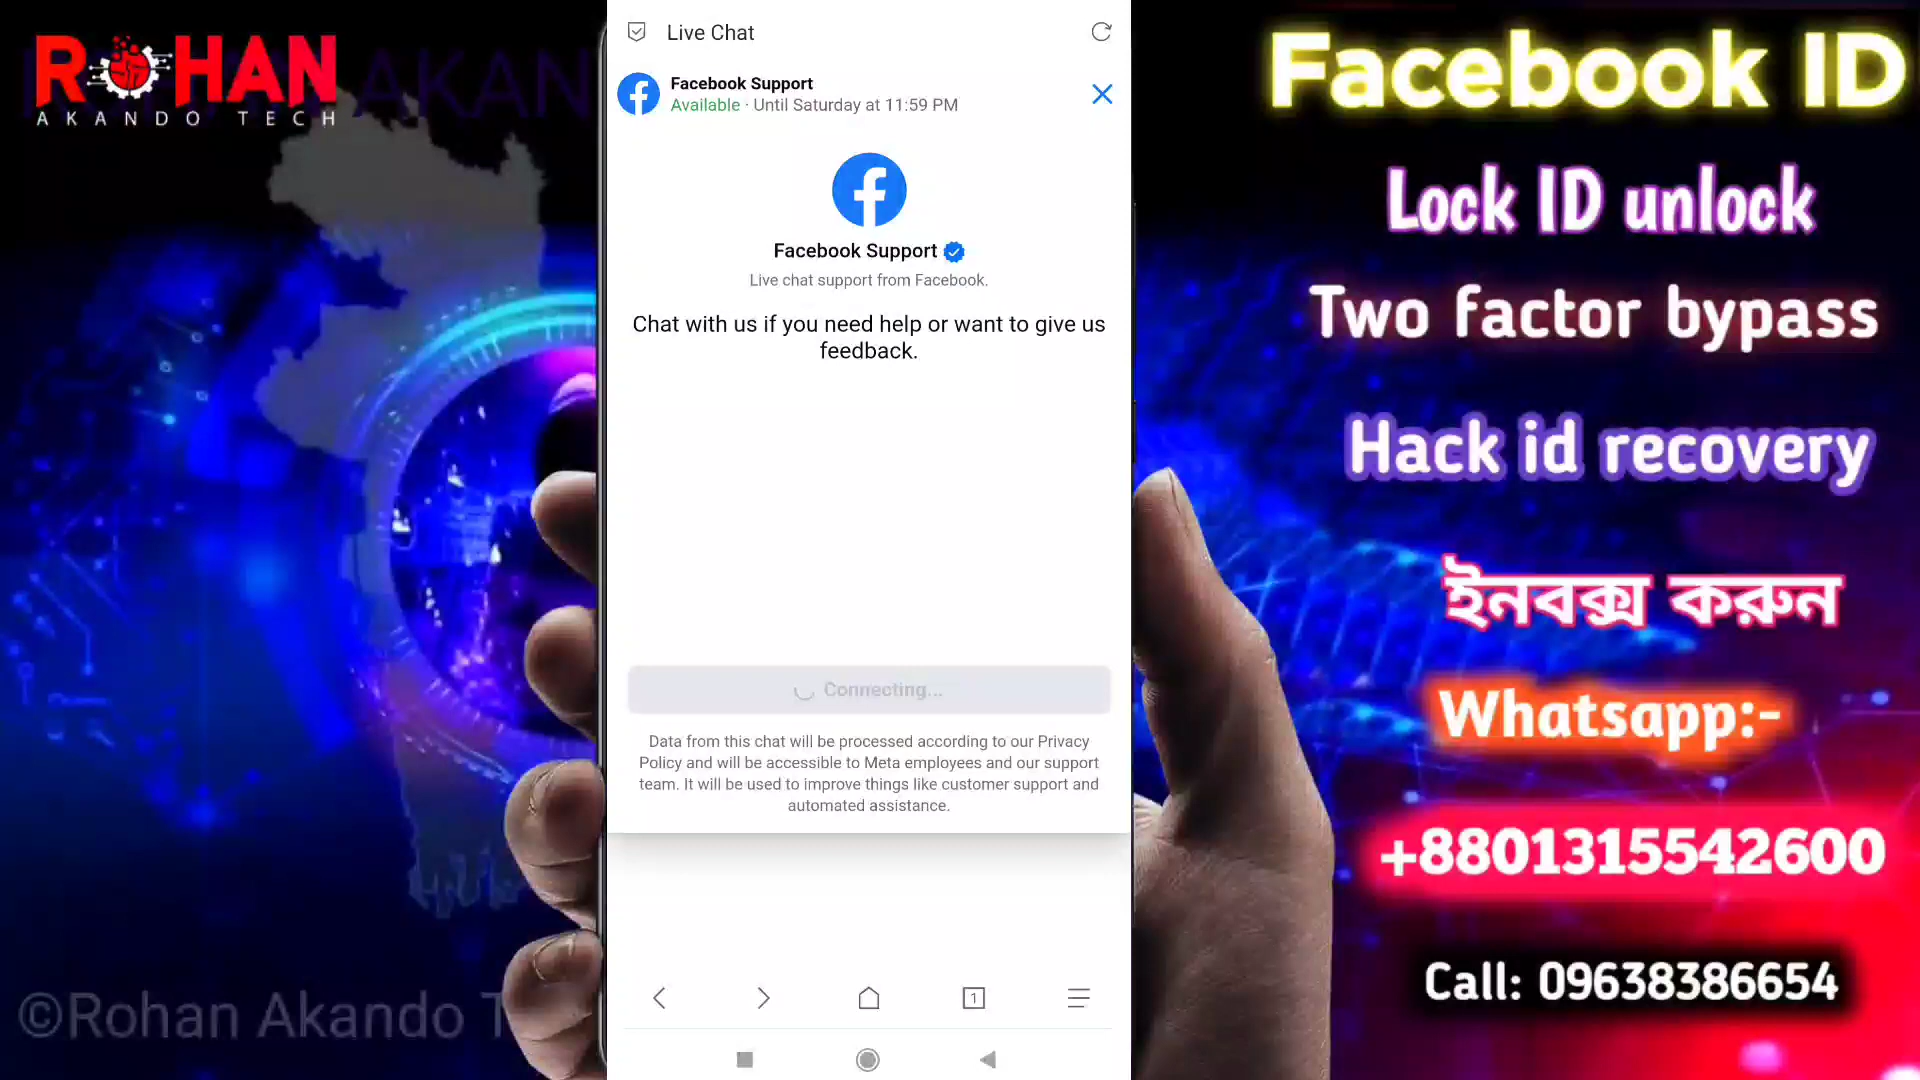 ROHAN
AKANDO TECH
AKAN
Live Chat
Facebook Support
Available · Until Saturday at 11:59 PM
Facebook Support
Live chat support from Facebook.
Chat with us if you need help or want to give us
feedback.
Connecting...
Data from this chat will be processed according to our Privacy
Policy and will be accessible to Meta employees and our support
team. It will be used to improve things like customer support and
automated assistance.
1
Facebook ID
Lock ID unlock
Two factor bypass
Hack id recovery
ইনবক্স করুন
Whatsapp:-
+8801315542600
Call: 09638386654
©Rohan Akando T